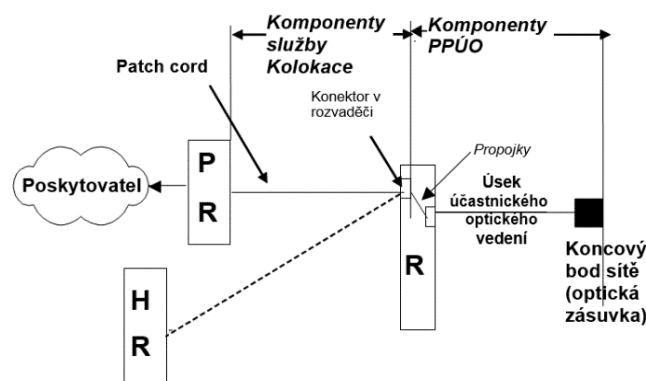 Komponenty
služby
Kolokace
Komponenty
PPÚO
Patch cord
Konektor v
rozvaděči
Propojky
P
R
Poskytovatel
Úsek
účastnického
optického
vedení
R
Koncový
bod sítě
(optická
zásuvka)
H
R